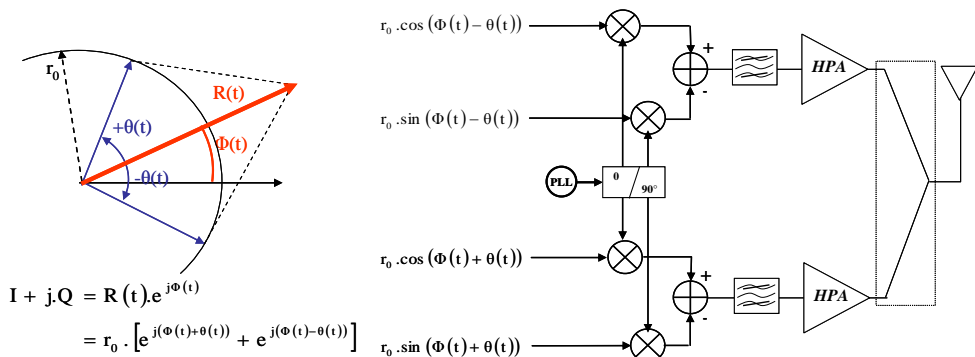 r₀
R(t)
+θ(t)
Φ(t)
-θ(t)
I + j.Q = R(t).e^{jΦ(t)}
= r₀ . [e^{j(Φ(t)+θ(t))} + e^{j(Φ(t)−θ(t))}]
r₀ .cos (Φ(t) − θ(t))
+
-
HPA
r₀ .sin (Φ(t) − θ(t))
PLL
0 / 90°
r₀ .cos (Φ(t) + θ(t))
+
-
HPA
r₀ .sin (Φ(t) + θ(t))